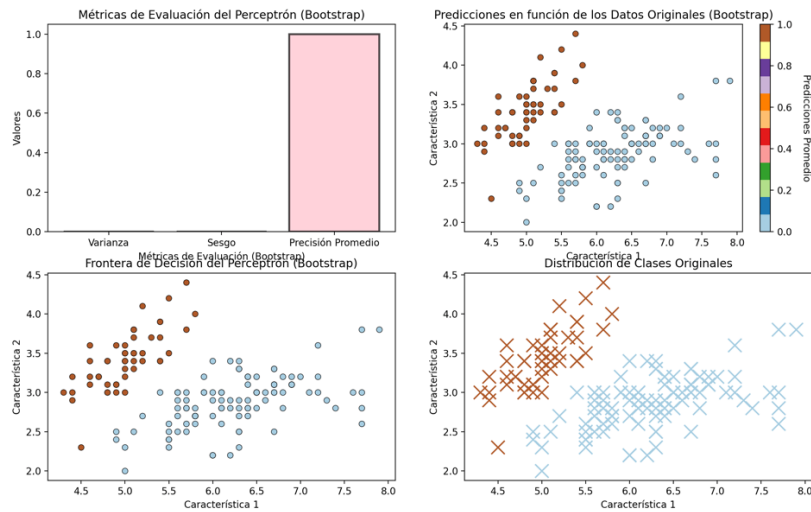 Métricas de Evaluación del Perceptrón (Bootstrap)
Valores
1.0
0.8
0.6
0.4
0.2
0.0
Varianza Sesgo Precisión Promedio
Métricas de Evaluación (Bootstrap)
Predicciones en función de los Datos Originales (Bootstrap)
Característica 2
4.5
4.0
3.5
3.0
2.5
2.0
4.5 5.0 5.5 6.0 6.5 7.0 7.5 8.0
Característica 1
1.0
0.8
0.6
0.4
0.2
0.0
Predicciones Promedio
Frontera de Decisión del Perceptrón (Bootstrap)
Característica 2
4.5
4.0
3.5
3.0
2.5
2.0
4.5 5.0 5.5 6.0 6.5 7.0 7.5 8.0
Característica 1
Distribución de Clases Originales
Característica 2
4.5
4.0
3.5
3.0
2.5
2.0
4.5 5.0 5.5 6.0 6.5 7.0 7.5 8.0
Característica 1